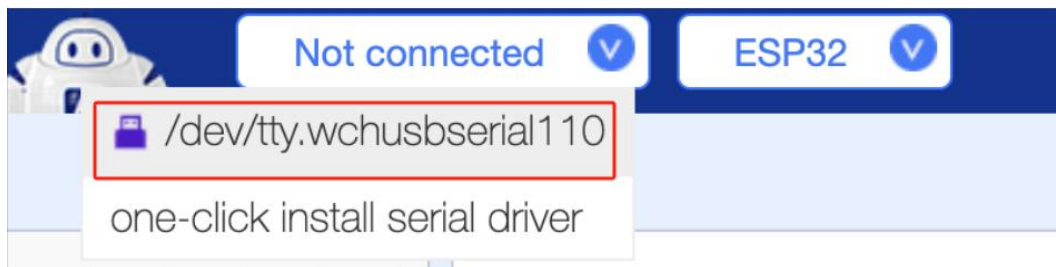 Not connected
ESP32
/dev/tty.wchusbserial110
one-click install serial driver